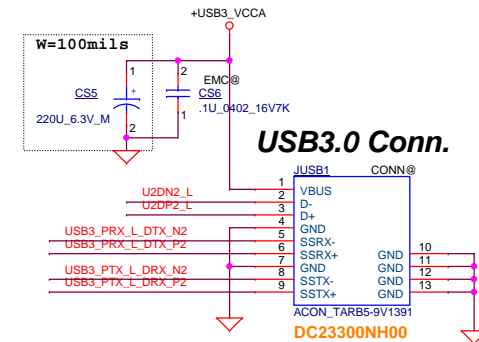 +USB3_VCCA
W=100mils
1
2
EMC@
CS5
+
CS6
220U_6.3V_M
2
1
.1U_0402_16V7K
USB3.0 Conn.
JUSB1
CONN@
1
VBUS
U2DN2_L
2
D-
U2DP2_L
3
D+
4
GND
USB3_PRX_L_DTX_N2
5
SSRX-
USB3_PRX_L_DTX_P2
6
SSRX+
GND
10
7
GND
GND
11
USB3_PTX_L_DRX_N2
8
SSTX-
GND
12
USB3_PTX_L_DRX_P2
9
SSTX+
GND
13
ACON_TARB5-9V1391
DC23300NH00